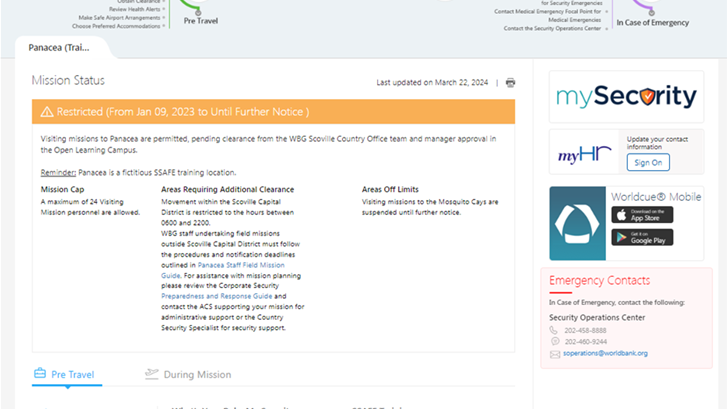 Obtain Clearance
Review Health Alerts
Make Safe Airport Arrangements
Choose Preferred Accommodations
Pre Travel
for Security Emergencies
Contact Medical Emergency Focal Point for
Medical Emergencies
Contact the Security Operations Center
In Case of Emergency
Panacea (Trai...
Mission Status
Last updated on March 22, 2024 |
Restricted (From Jan 09, 2023 to Until Further Notice )
Visiting missions to Panacea are permitted, pending clearance from the WBG Scoville Country Office team and manager approval in
the Open Learning Campus.
Reminder: Panacea is a fictitious SSAFE training location.
Mission Cap
A maximum of 24 Visiting
Mission personnel are allowed.
Areas Requiring Additional Clearance
Movement within the Scoville Capital
District is restricted to the hours between
0600 and 2200.
WBG staff undertaking field missions
outside Scoville Capital District must follow
the procedures and notification deadlines
outlined in Panacea Staff Field Mission
Guide. For assistance with mission planning
please review the Corporate Security
Preparedness and Response Guide and
contact the ACS supporting your mission for
administrative support or the Country
Security Specialist for security support.
Areas Off Limits
Visiting missions to the Mosquito Cays are
suspended until further notice.
Pre Travel
During Mission
mySecurity
myHr
Update your contact
information
Sign On
Worldcue® Mobile
Download on the
App Store
Get it on
Google Play
Emergency Contacts
In Case of Emergency, contact the following:
Security Operations Center
202-458-8888
202-460-9244
soperations@worldbank.org